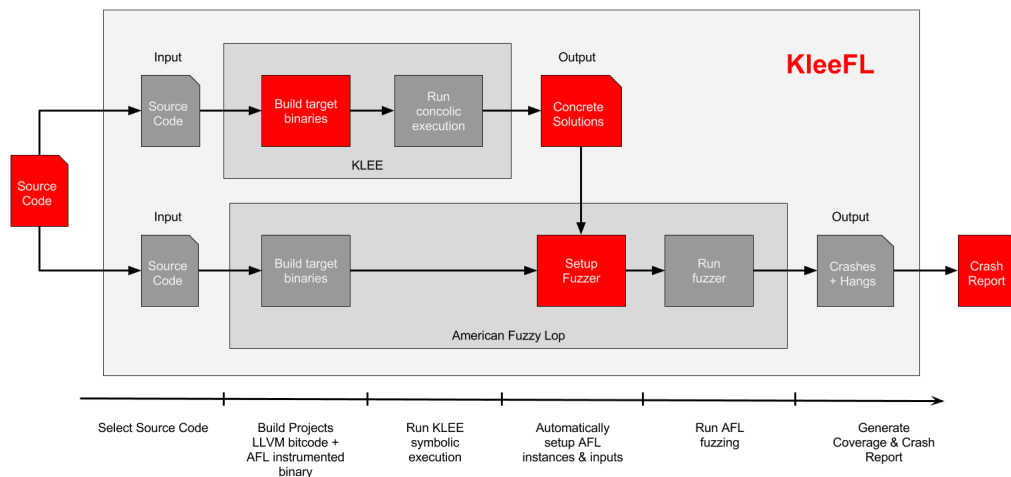 KleeFL
Input
Output
Source
Code
Build target
binaries
Run
concolic
execution
Concrete
Solutions
KLEE
Source
Code
Input
Output
Source
Code
Build target
binaries
Setup
Fuzzer
Run
fuzzer
Crashes
+ Hangs
Crash
Report
American Fuzzy Lop
Select Source Code
Build Projects
LLVM bitcode +
AFL instrumented
binary
Run KLEE
symbolic
execution
Automatically
setup AFL
instances & inputs
Run AFL
fuzzing
Generate
Coverage & Crash
Report